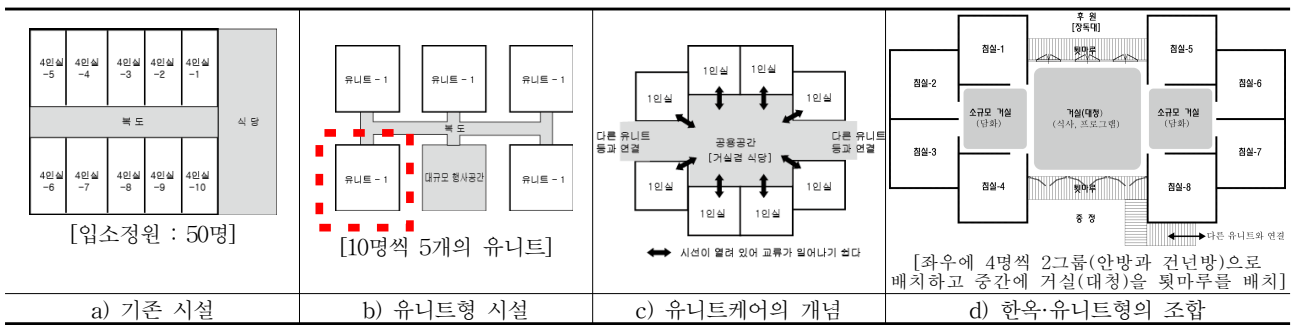 4인실
-5
4인실
-4
4인실
-3
4인실
-2
4인실
-1
복 도
식 당
4인실
-6
4인실
-7
4인실
-8
4인실
-9
4인실
-10
[입소정원 : 50명]
a) 기존 시설
유니트 - 1
유니트 - 1
유니트 - 1
복 도
유니트 - 1
대규모 행사공간
유니트 - 1
[10명씩 5개의 유니트]
b) 유니트형 시설
1인실
1인실
1인실
1인실
다른 유니트
등과 연결
공용공간
[거실겸 식당]
다른 유니트
등과 연결
1인실
1인실
1인실
1인실
시선이 열려 있어 교류가 일어나기 쉽다
c) 유니트케어의 개념
후 원
[장독대]
침실-1
툇마루
침실-5
침실-2
침실-6
소규모 거실
(담화)
거실(대청)
(식사, 프로그램)
소규모 거실
(담화)
침실-3
침실-7
침실-4
툇마루
침실-8
중 정
다른 유니트와 연결
[좌우에 4명씩 2그룹(안방과 건넌방)으로
배치하고 중간에 거실(대청)을 툇마루를 배치]
d) 한옥·유니트형의 조합